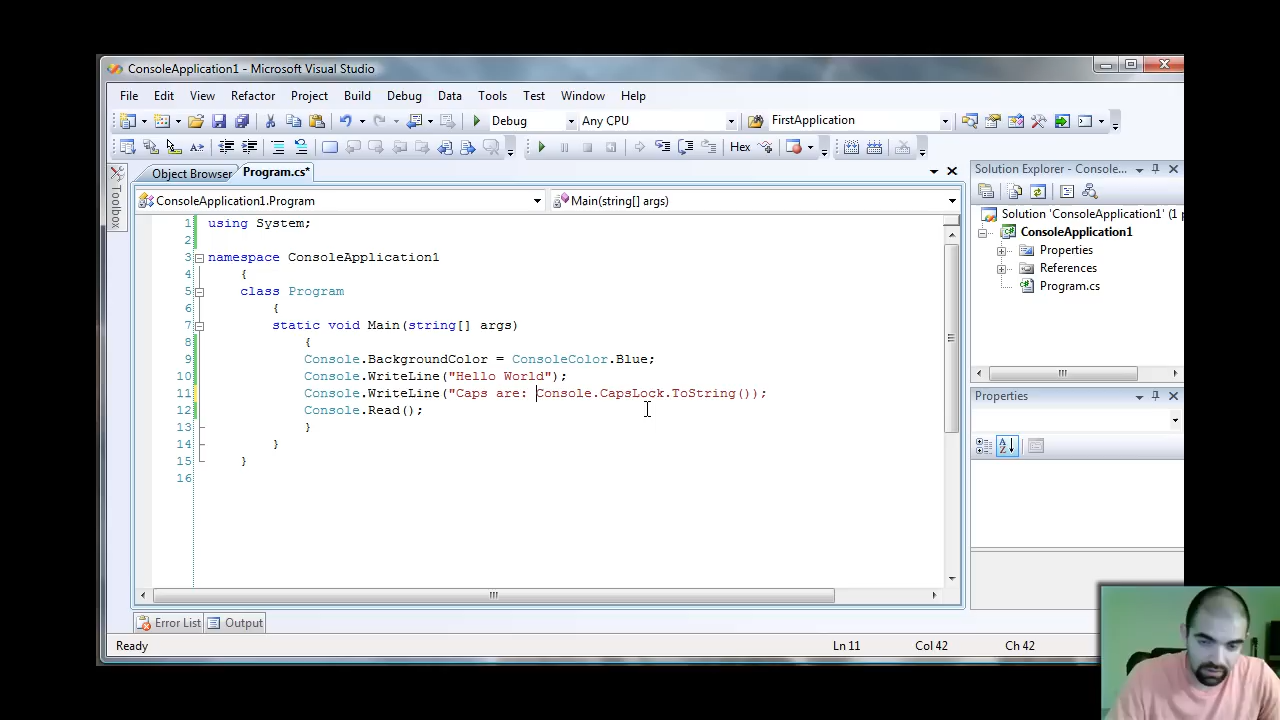 ConsoleApplication1 - Microsoft Visual Studio
File Edit View Refactor Project Build Debug Data Tools Test Window Help
Debug Any CPU FirstApplication
Hex
Object Browser Program.cs*
Solution Explorer - Console...
Toolbox
ConsoleApplication1.Program Main(string[] args)
Solution 'ConsoleApplication1' (1 p
ConsoleApplication1
Properties
References
Program.cs
1 using System;
2
3 namespace ConsoleApplication1
4 {
5 class Program
6 {
7 static void Main(string[] args)
8 {
9 Console.BackgroundColor = ConsoleColor.Blue;
10 Console.WriteLine("Hello World");
11 Console.WriteLine("Caps are: Console.CapsLock.ToString());
12 Console.Read();
13 }
14 }
15 }
16
Properties
Error List Output
Ready Ln 11 Col 42 Ch 42